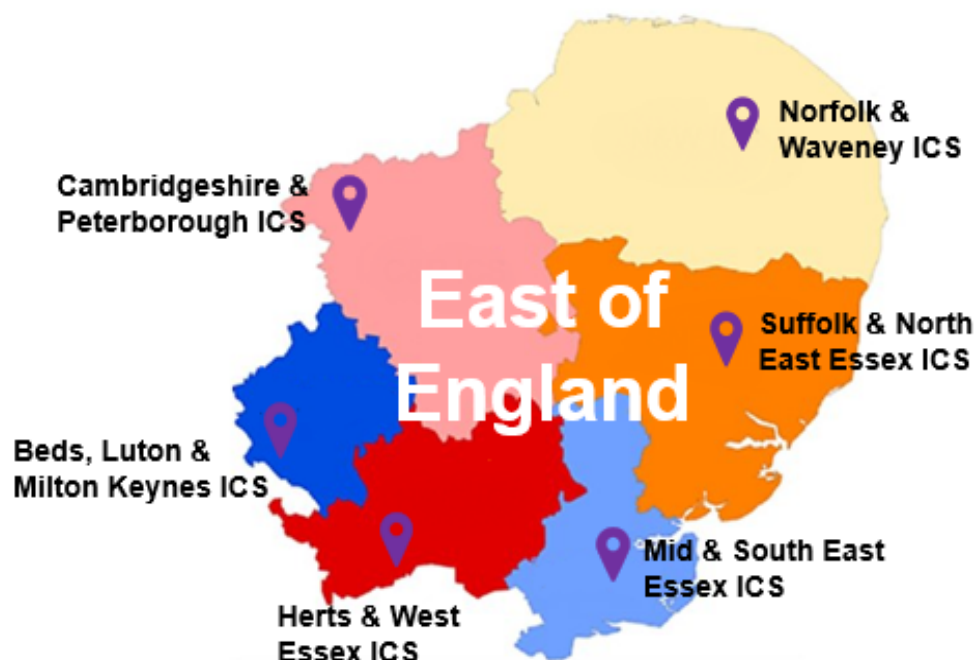 Norfolk &
Waveney ICS
Cambridgeshire &
Peterborough ICS
East of
England
Suffolk & North
East Essex ICS
Beds, Luton &
Milton Keynes ICS
Mid & South East
Essex ICS
Herts & West
Essex ICS